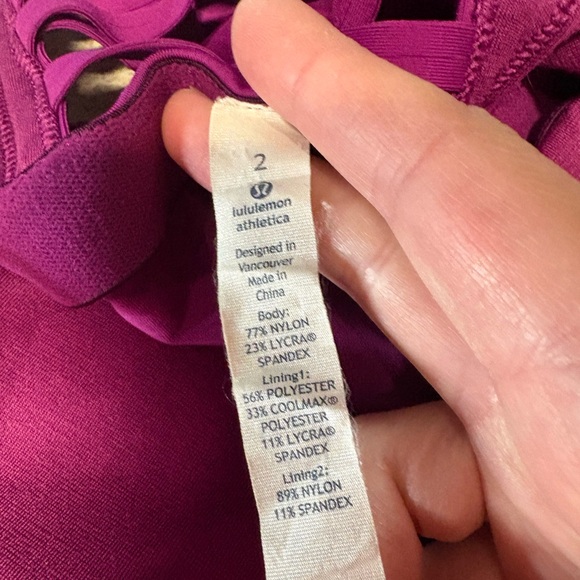 2
lululemon
athletica
Designed in
Vancouver
Made in
China
Body:
77% NYLON
23% LYCRA®
SPANDEX
Lining1:
56% POLYESTER
33% COOLMAX®
POLYESTER
11% LYCRA®
SPANDEX
Lining2:
89% NYLON
11% SPANDEX